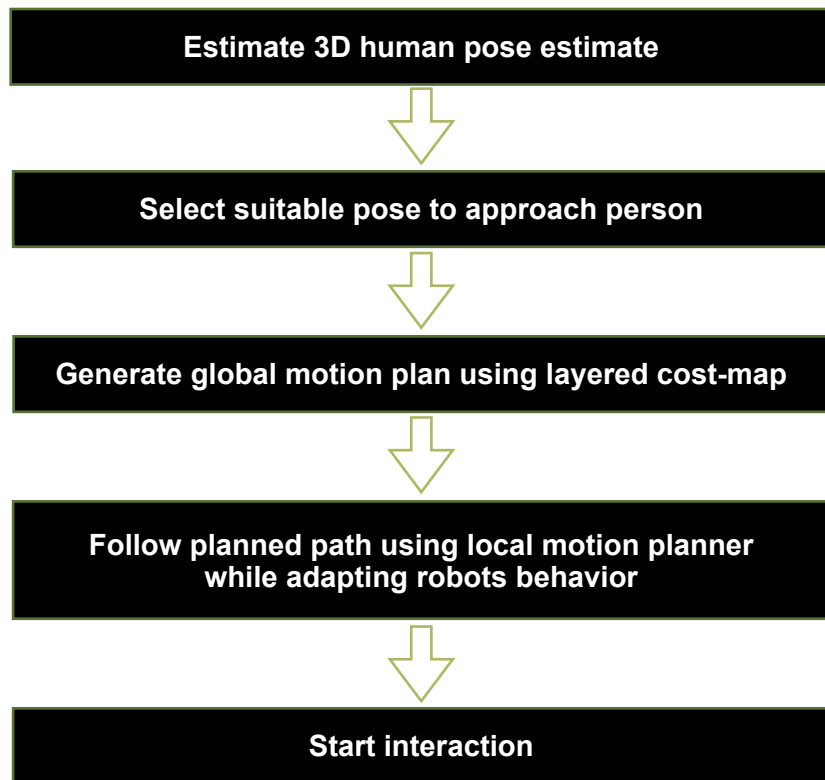 Estimate 3D human pose estimate
Select suitable pose to approach person
Generate global motion plan using layered cost-map
Follow planned path using local motion planner
while adapting robots behavior
Start interaction